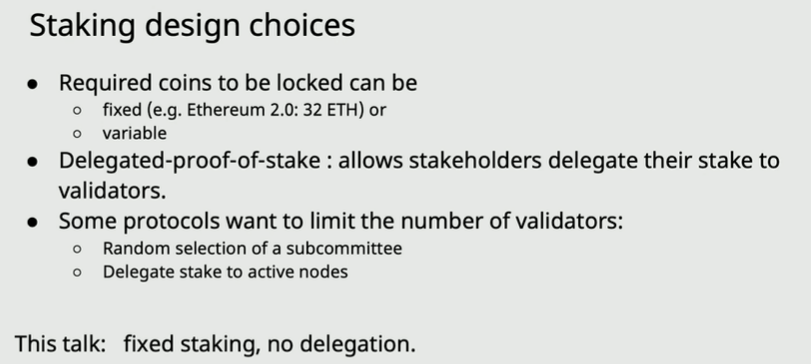 Staking design choices
● Required coins to be locked can be
○ fixed (e.g. Ethereum 2.0: 32 ETH) or
○ variable
● Delegated-proof-of-stake : allows stakeholders delegate their stake to
validators.
● Some protocols want to limit the number of validators:
○ Random selection of a subcommittee
○ Delegate stake to active nodes
This talk: fixed staking, no delegation.